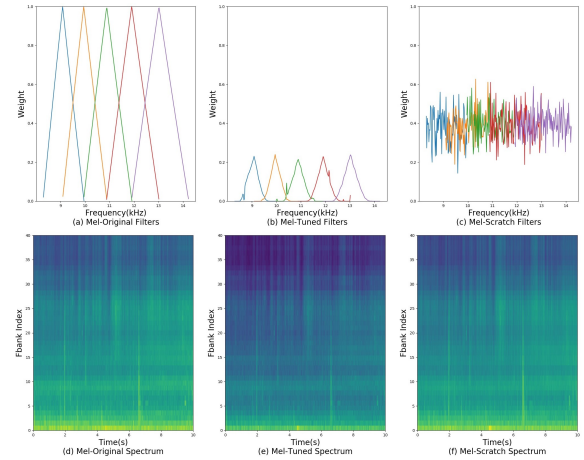 1.0
0.8
0.6
0.4
0.2
0.0
Weight
9 10 11 12 13 14
Frequency(kHz)
(a) Mel-Original Filters
1.0
0.8
0.6
0.4
0.2
0.0
Weight
9 10 11 12 13 14
Frequency(kHz)
(b) Mel-Tuned Filters
1.0
0.8
0.6
0.4
0.2
0.0
Weight
9 10 11 12 13 14
Frequency(kHz)
(c) Mel-Scratch Filters
40
35
30
25
20
15
10
5
0
Fbank Index
0 2 4 6 8 10
Time(s)
(d) Mel-Original Spectrum
40
35
30
25
20
15
10
5
0
Fbank Index
0 2 4 6 8 10
Time(s)
(e) Mel-Tuned Spectrum
40
35
30
25
20
15
10
5
0
Fbank Index
0 2 4 6 8 10
Time(s)
(f) Mel-Scratch Spectrum